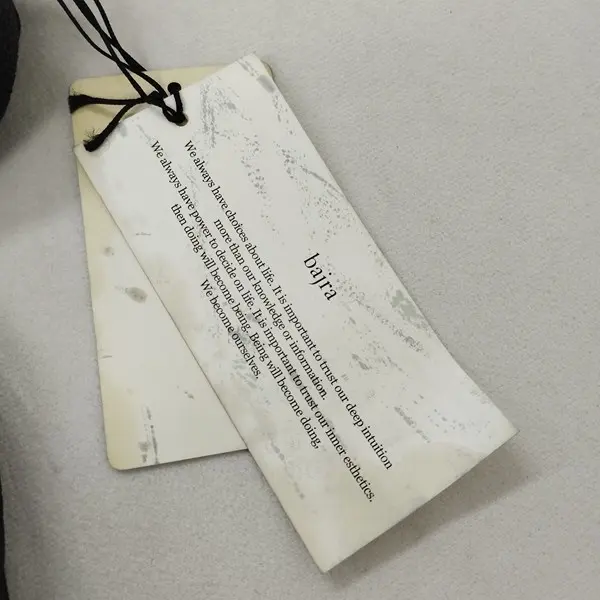 bajra
We always have choices about life. It is important to trust our deep intuition
more than our knowledge or information.
We always have power to decide on life. It is important to trust our inner esthetics.
then doing will become being. Being will become doing,
We become ourselves,